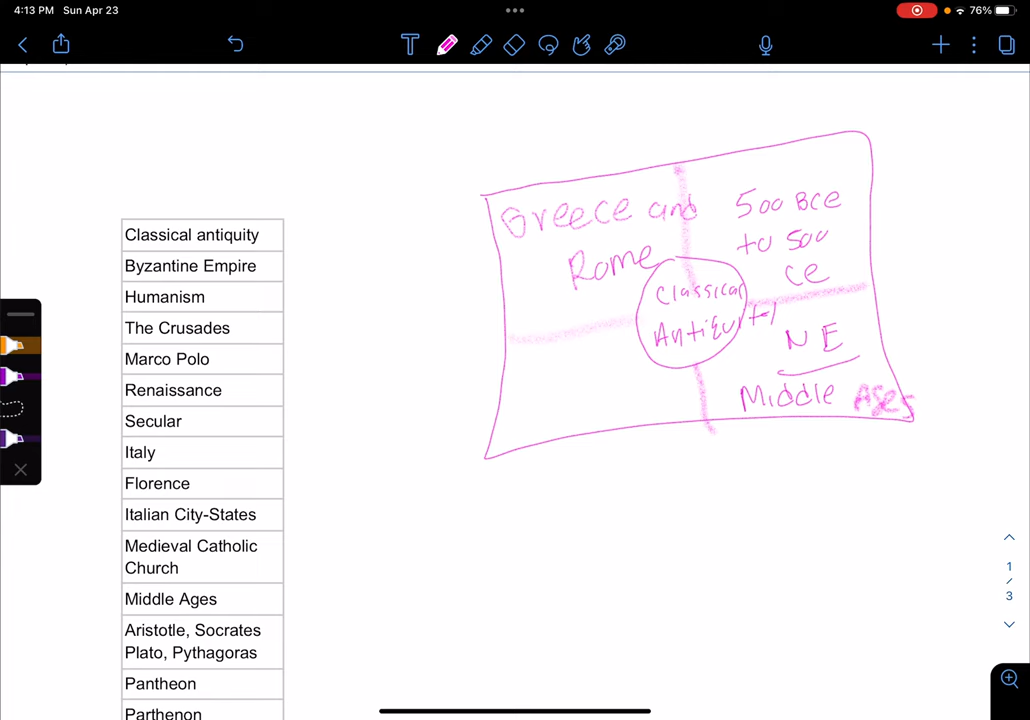 4:13 PM Sun Apr 23
76%
T
Classical antiquity
Byzantine Empire
Humanism
The Crusades
Marco Polo
Renaissance
Secular
Italy
Florence
Italian City-States
Medieval Catholic
Church
Middle Ages
Aristotle, Socrates
Plato, Pythagoras
Pantheon
Parthenon
Greece and
Rome
500 BCE
to 500
CE
Classical
Antiquity
NE
Middle Ages
1
/
3